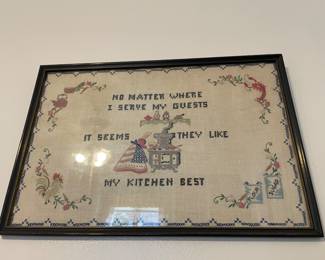 NO MATTER WHERE
I SERVE MY GUESTS
IT SEEMS THEY LIKE
MY KITCHEN BEST